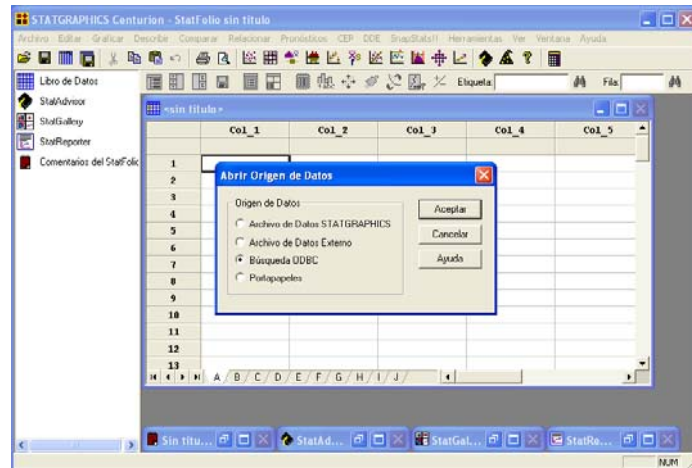 STATGRAPHICS Centurion - StatFolio sin título
Archivo Editar Graficar Describir Comparar Relacionar Pronósticos CEP DDE SnapStats!! Herramientas Ver Ventana Ayuda
Etiqueta: Fila:
Libro de Datos
StatAdvisor
StatGallery
StatReporter
Comentarios del StatFolio
<sin título>
Col_1 Col_2 Col_3 Col_4 Col_5
1
2
3
4
5
6
7
8
9
10
11
12
13
Abrir Origen de Datos
Origen de Datos
Archivo de Datos STATGRAPHICS
Archivo de Datos Externo
Búsqueda ODBC
Portapapeles
Aceptar
Cancelar
Ayuda
A B C D E F G H I J
Sin títu... StatAd... StatGal... StatRe...
NUM